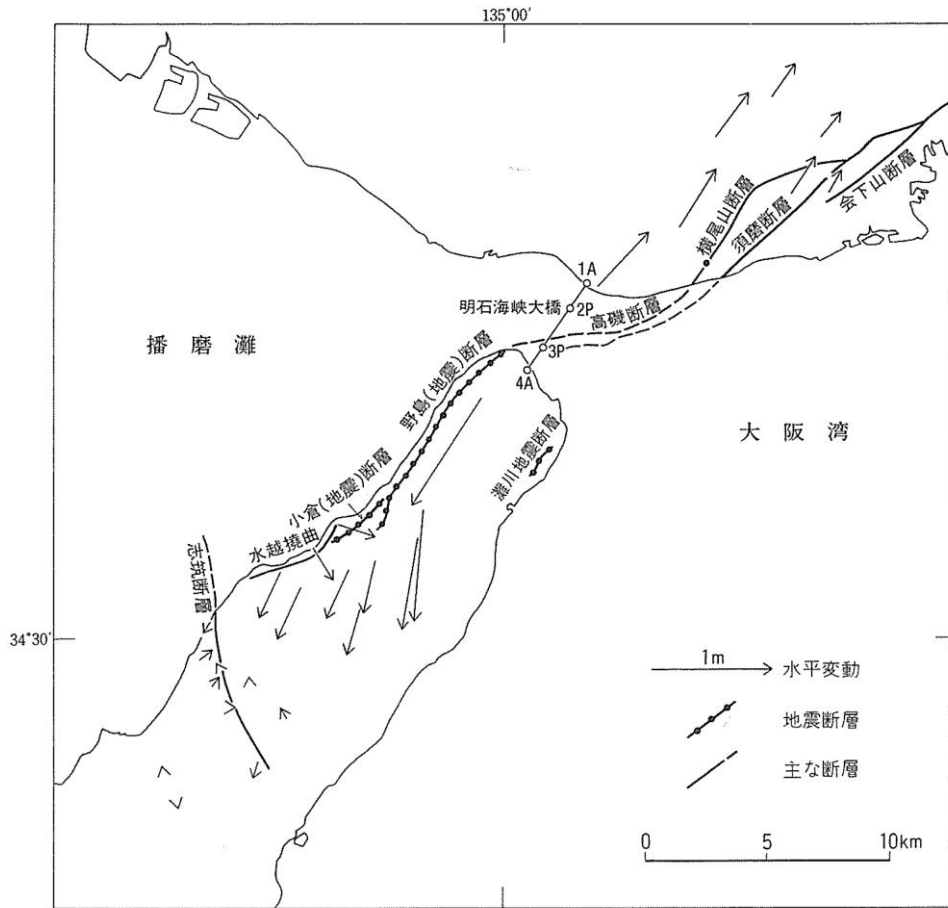 135°00'
横尾山断層
須磨断層
会下山断層
1A
明石海峡大橋
2P
高磯断層
播磨灘
3P
4A
野島(地震)断層
大阪湾
灘川地震断層
小倉(地震)断層
水越撓曲
志筑断層
34°30'
1m
水平変動
地震断層
主な断層
0 5 10km